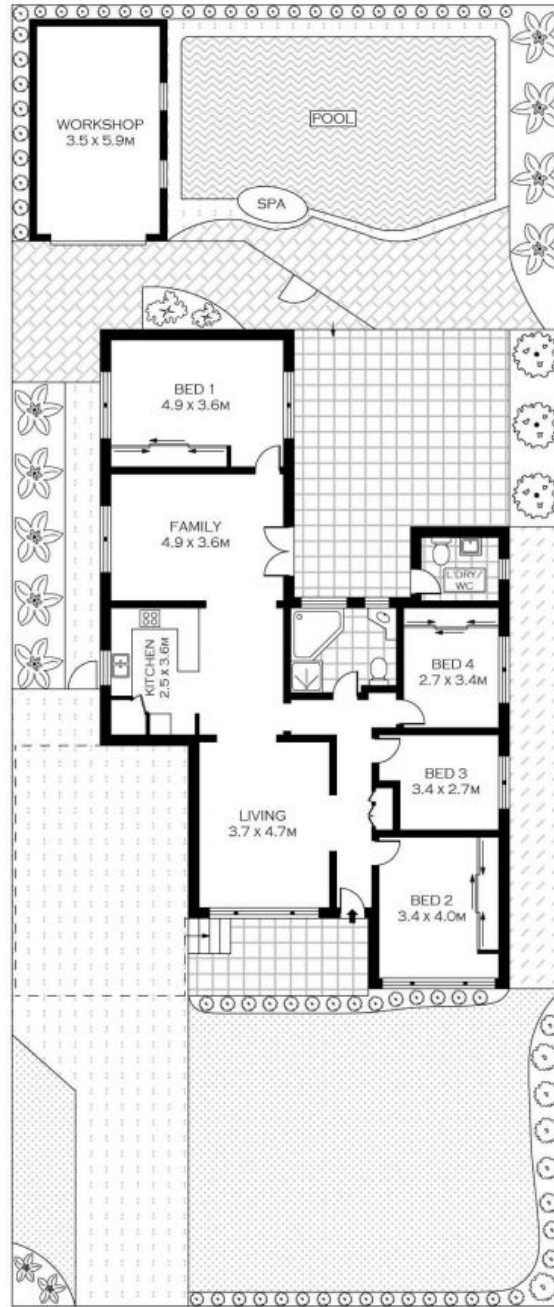 WORKSHOP
3.5 x 5.9M
POOL
SPA
BED 1
4.9 x 3.6M
FAMILY
4.9 x 3.6M
L'DRY/
WC
KITCHEN
2.5 x 3.6M
BED 4
2.7 x 3.4M
BED 3
3.4 x 2.7M
LIVING
3.7 x 4.7M
BED 2
3.4 x 4.0M